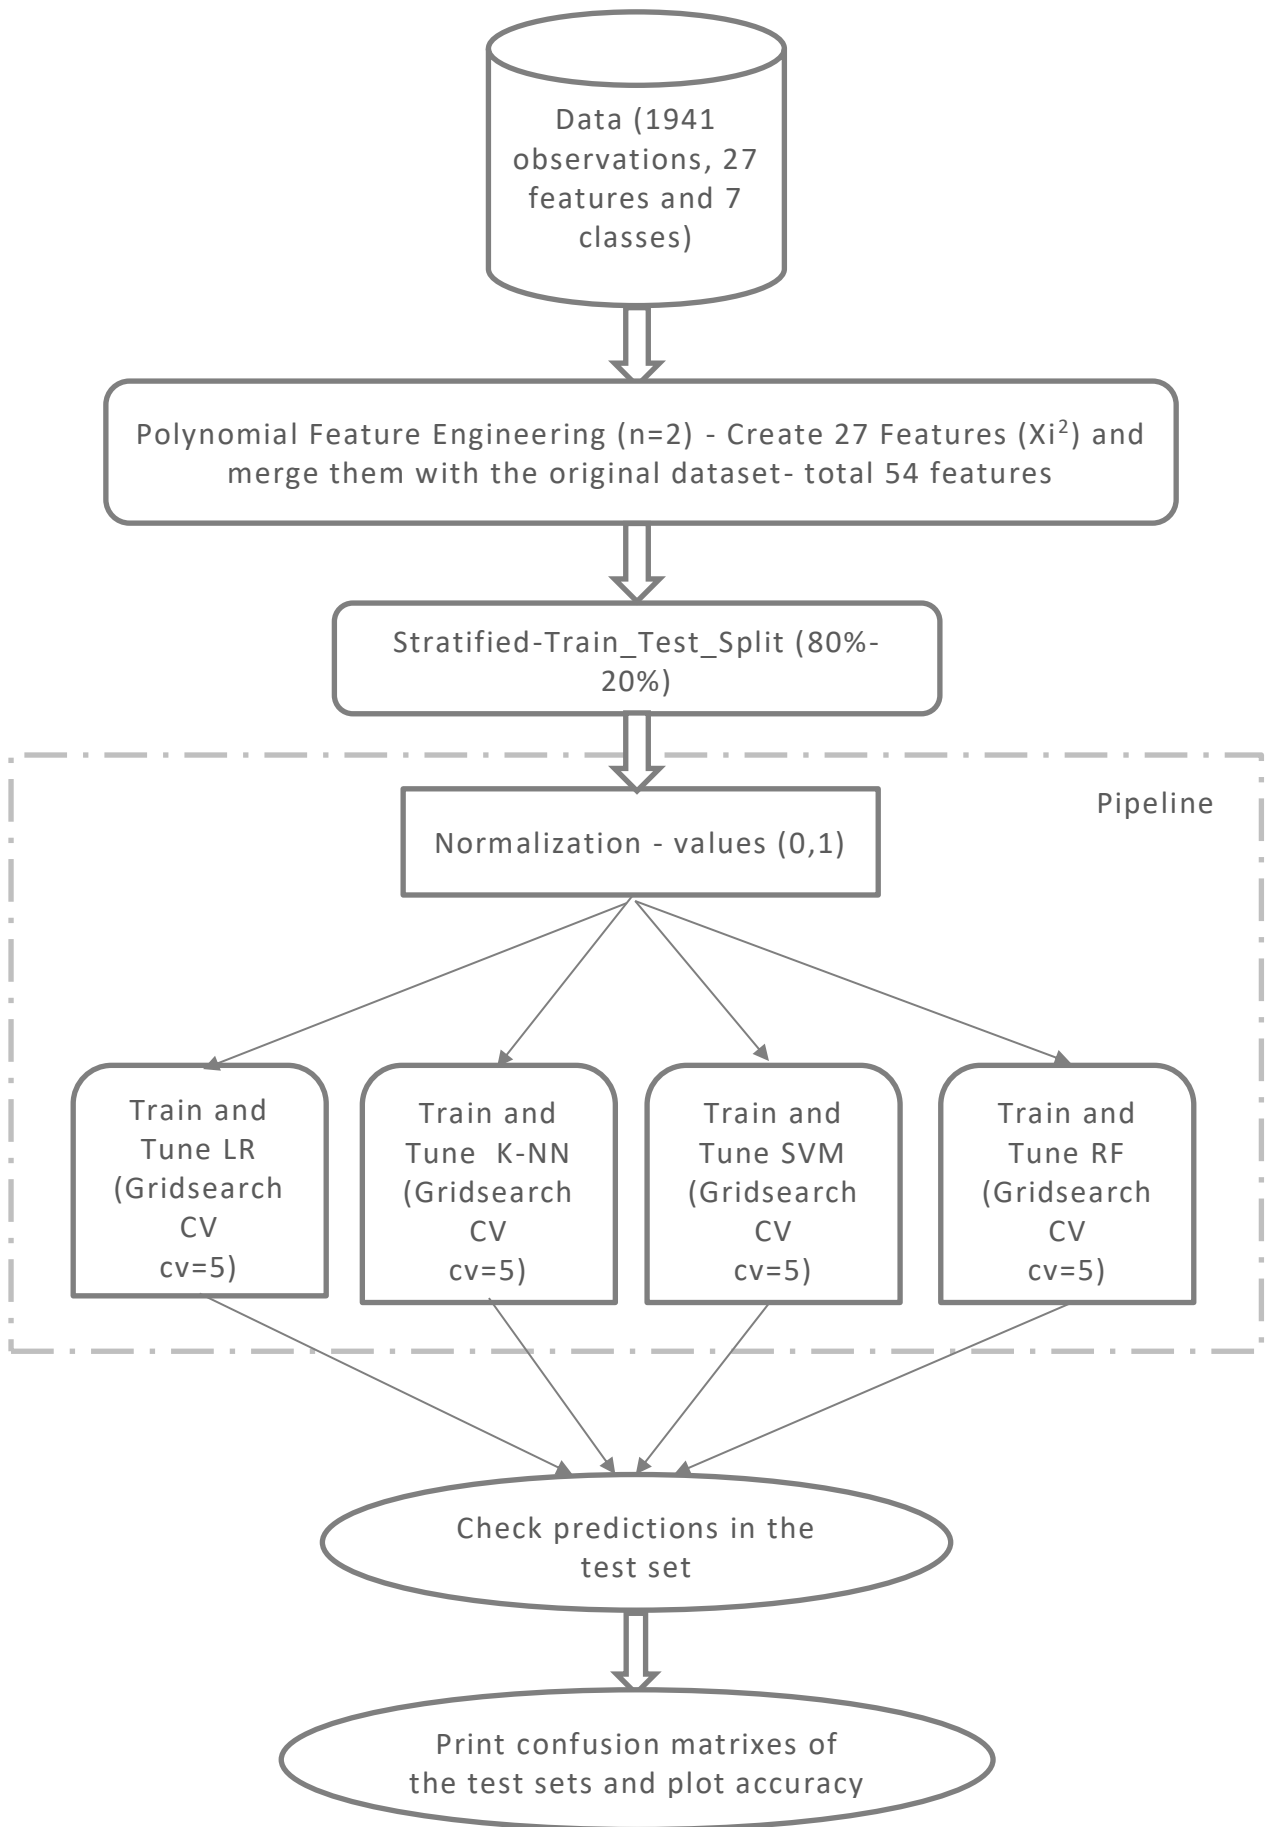 Data (1941
observations, 27
features and 7
classes)
Polynomial Feature Engineering (n=2) - Create 27 Features (Xi²) and
merge them with the original dataset- total 54 features
Stratified-Train_Test_Split (80%-
20%)
Pipeline
Normalization - values (0,1)
Train and
Tune LR
(Gridsearch
CV
cv=5)
Train and
Tune  K-NN
(Gridsearch
CV
cv=5)
Train and
Tune SVM
(Gridsearch
CV
cv=5)
Train and
Tune RF
(Gridsearch
CV
cv=5)
Check predictions in the
test set
Print confusion matrixes of
the test sets and plot accuracy